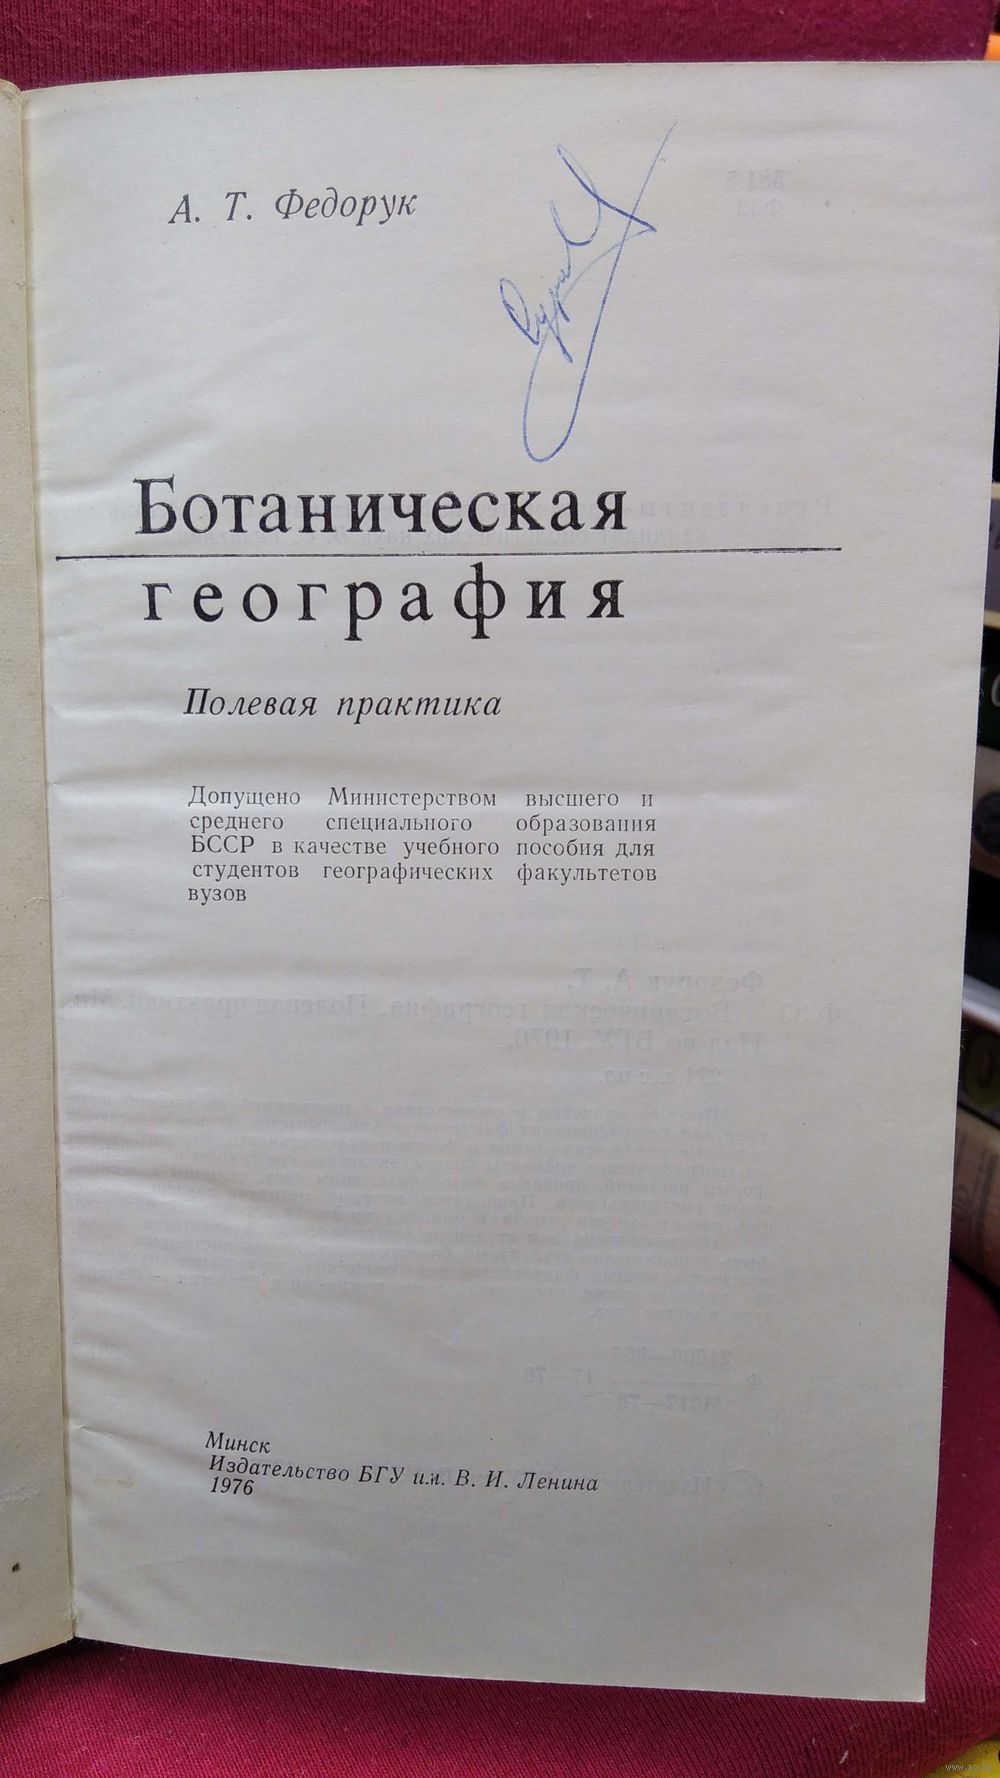 А. Т. Федорук
Ботаническая
география
Полевая практика
Допущено Министерством высшего и
среднего специального образования
БССР в качестве учебного пособия для
студентов географических факультетов
вузов
Минск
Издательство БГУ им. В. И. Ленина
1976